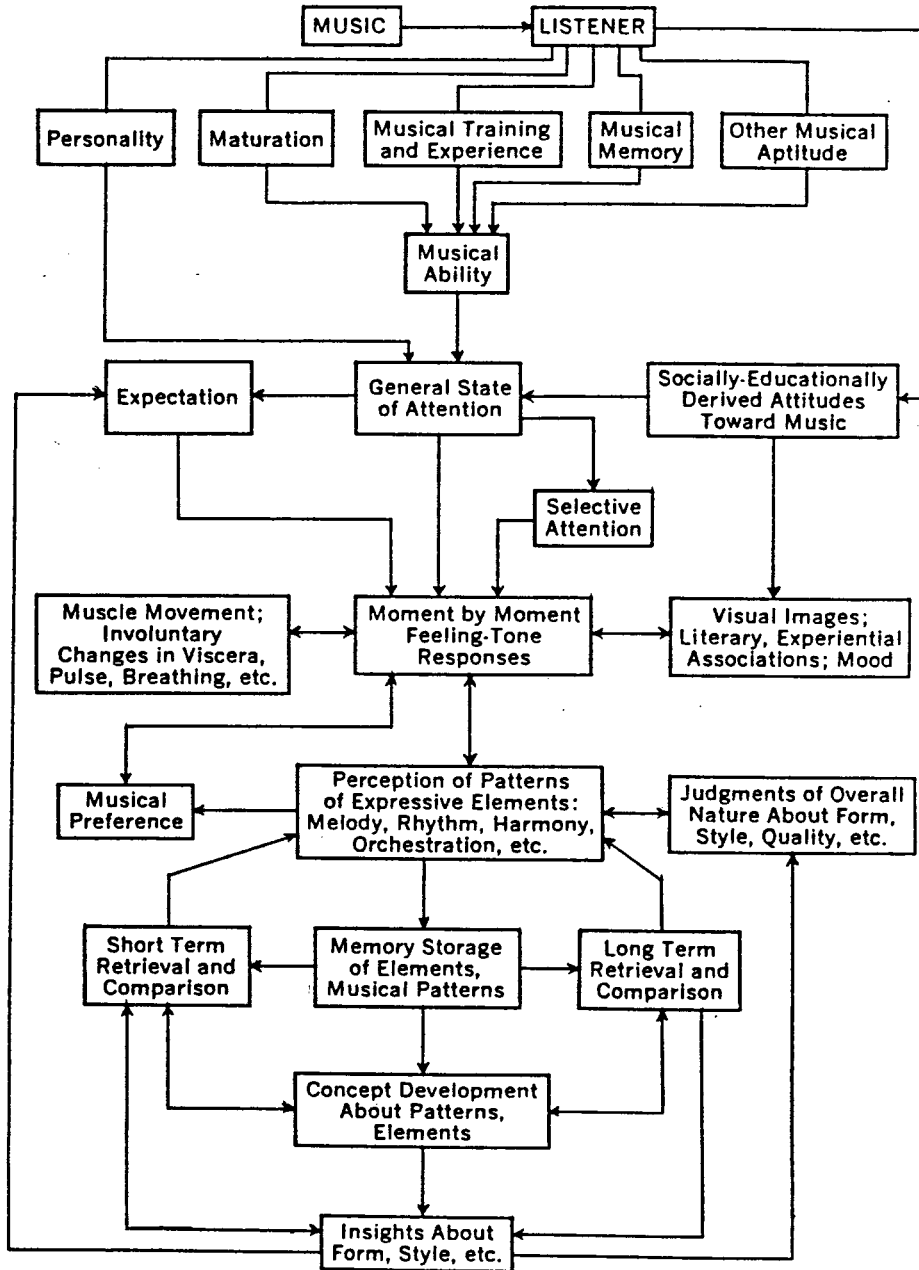 MUSIC
LISTENER
Personality
Maturation
Musical Training
and Experience
Musical
Memory
Other Musical
Aptitude
Musical
Ability
Expectation
General State
of Attention
Socially-Educationally
Derived Attitudes
Toward Music
Selective
Attention
Muscle Movement;
Involuntary
Changes in Viscera,
Pulse, Breathing, etc.
Moment by Moment
Feeling-Tone
Responses
Visual Images;
Literary, Experiential
Associations; Mood
Musical
Preference
Perception of Patterns
of Expressive Elements:
Melody, Rhythm, Harmony,
Orchestration, etc.
Judgments of Overall
Nature About Form,
Style, Quality, etc.
Short Term
Retrieval and
Comparison
Memory Storage
of Elements,
Musical Patterns
Long Term
Retrieval and
Comparison
Concept Development
About Patterns,
Elements
Insights About
Form, Style, etc.